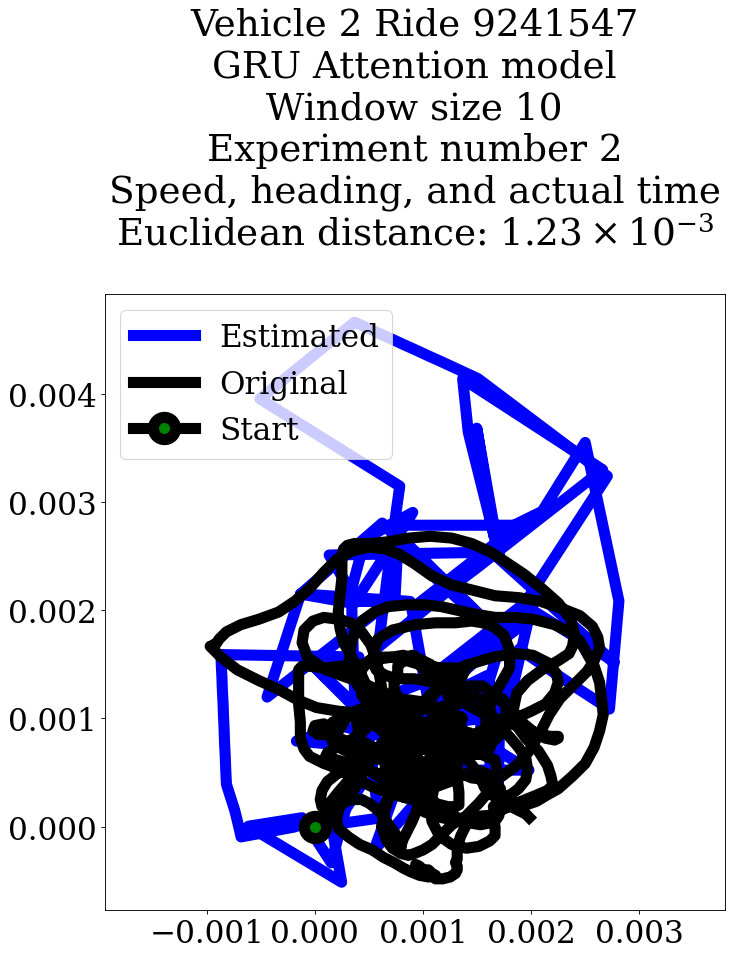 Vehicle 2 Ride 9241547
GRU Attention model
Window size 10
Experiment number 2
Speed, heading, and actual time
Euclidean distance: 1.23 × 10⁻³
Estimated
Original
Start
0.004
0.003
0.002
0.001
0.000
−0.001 0.000 0.001 0.002 0.003